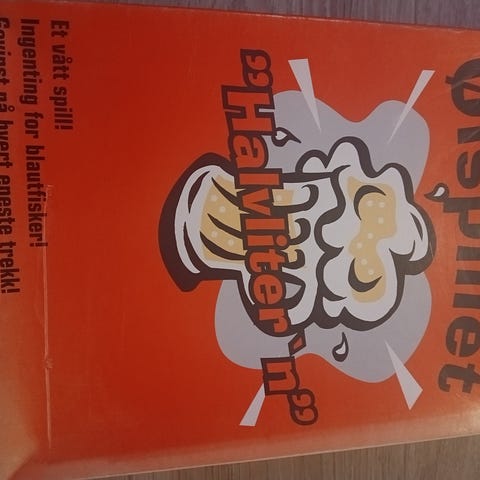 Ølspillet
"Halvliter'n"
Et vått spill!
Ingenting for blautfisker!
Gevinst på hvert eneste trekk!